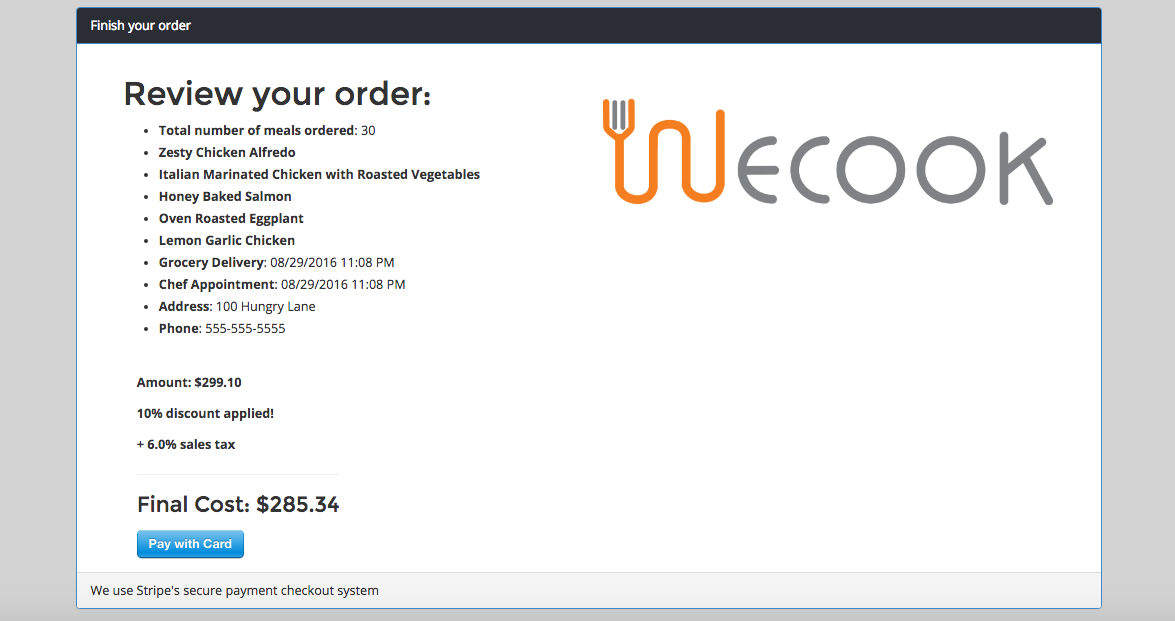 Finish your order
Review your order:
Total number of meals ordered: 30
Zesty Chicken Alfredo
Italian Marinated Chicken with Roasted Vegetables
Honey Baked Salmon
Oven Roasted Eggplant
Lemon Garlic Chicken
Grocery Delivery: 08/29/2016 11:08 PM
Chef Appointment: 08/29/2016 11:08 PM
Address: 100 Hungry Lane
Phone: 555-555-5555
WECOOK
Amount: $299.10
10% discount applied!
+ 6.0% sales tax
Final Cost: $285.34
Pay with Card
We use Stripe's secure payment checkout system